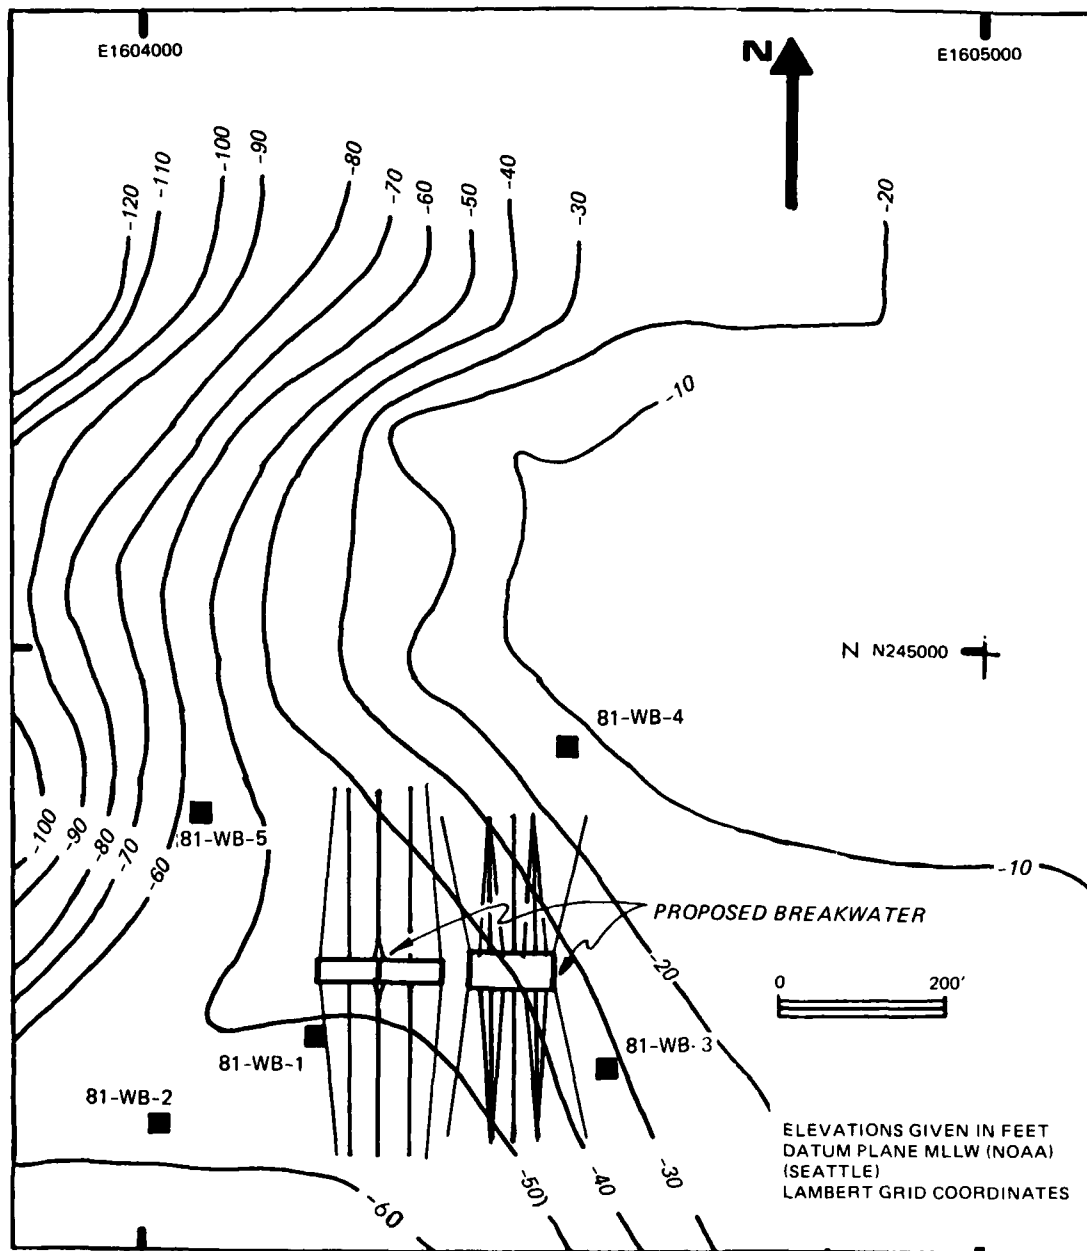 E1604000
N
E1605000
-120
-110
-100
-90
-80
-70
-60
-50
-40
-30
-20
-10
N N245000
81-WB-4
81-WB-5
-100
-90
-80
-70
-60
-10
PROPOSED BREAKWATER
-20
0 200'
81-WB-1
81-WB-3
81-WB-2
ELEVATIONS GIVEN IN FEET
DATUM PLANE MLLW (NOAA)
(SEATTLE)
LAMBERT GRID COORDINATES
-60
-50)
-40
-30